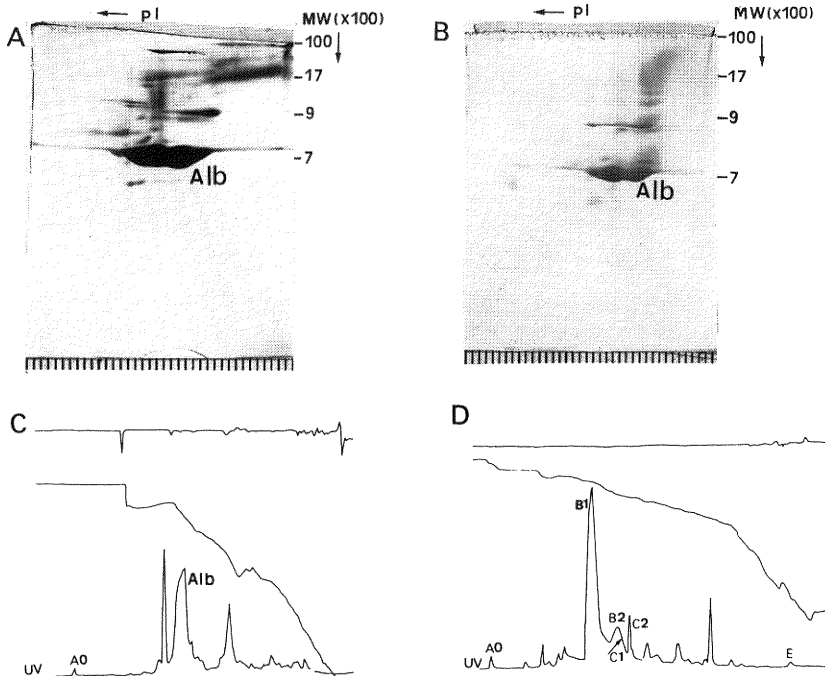 A
← pI
MW (x100)
-100
-17
-9
-7
Alb
B
← pI
MW (x100)
-100
-17
-9
-7
Alb
C
Alb
UV
A0
D
B1
B2
C2
C1
UV
A0
E